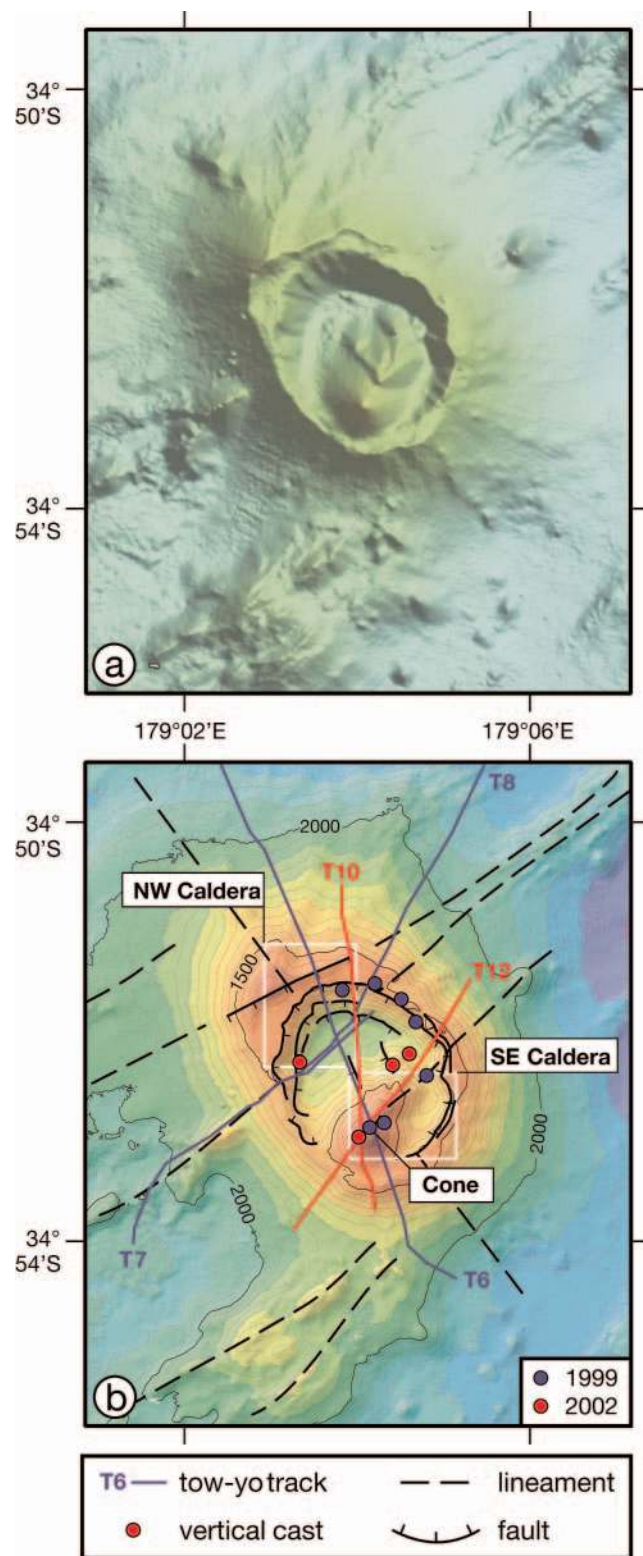 34°
50'S
34°
54'S
a
179°02'E
179°06'E
34°
50'S
2000
T8
T10
NW Caldera
1500
T13
SE Caldera
2000
2000
Cone
T7
T6
34°
54'S
b
1999
2002
T6 tow-yo track
lineament
vertical cast
fault